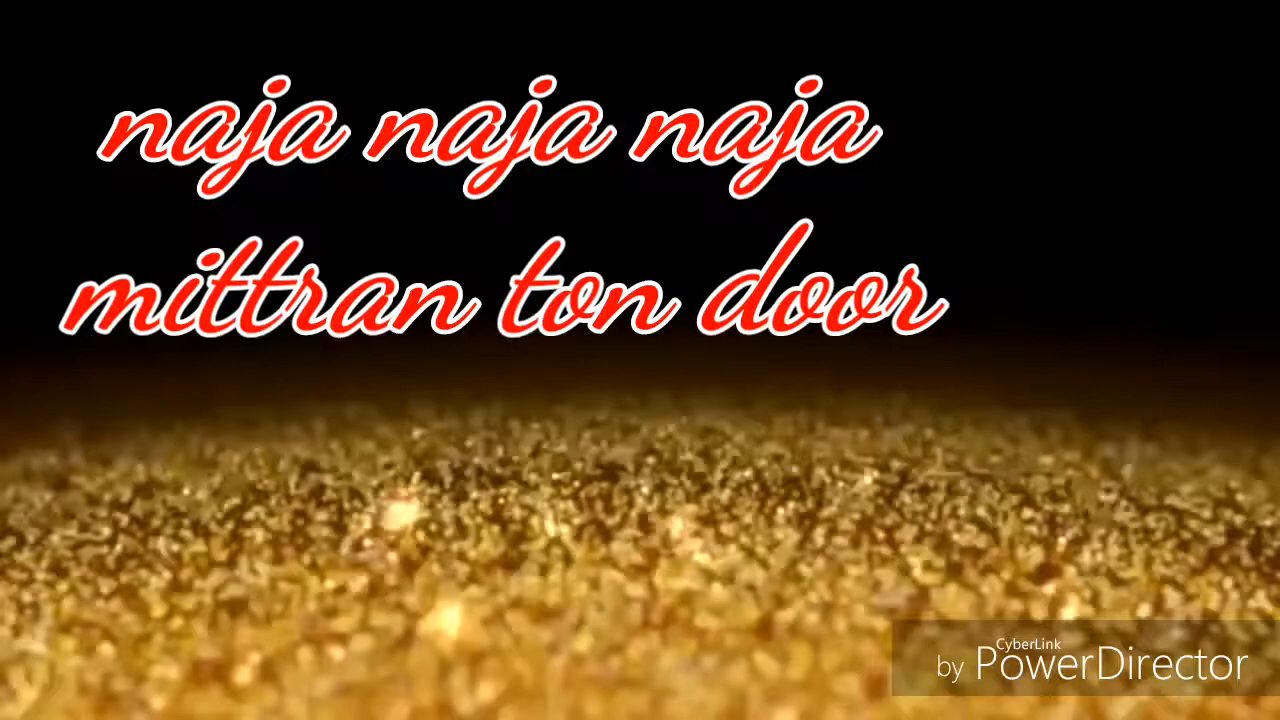 naja naja naja
mittran ton door
CyberLink
by PowerDirector